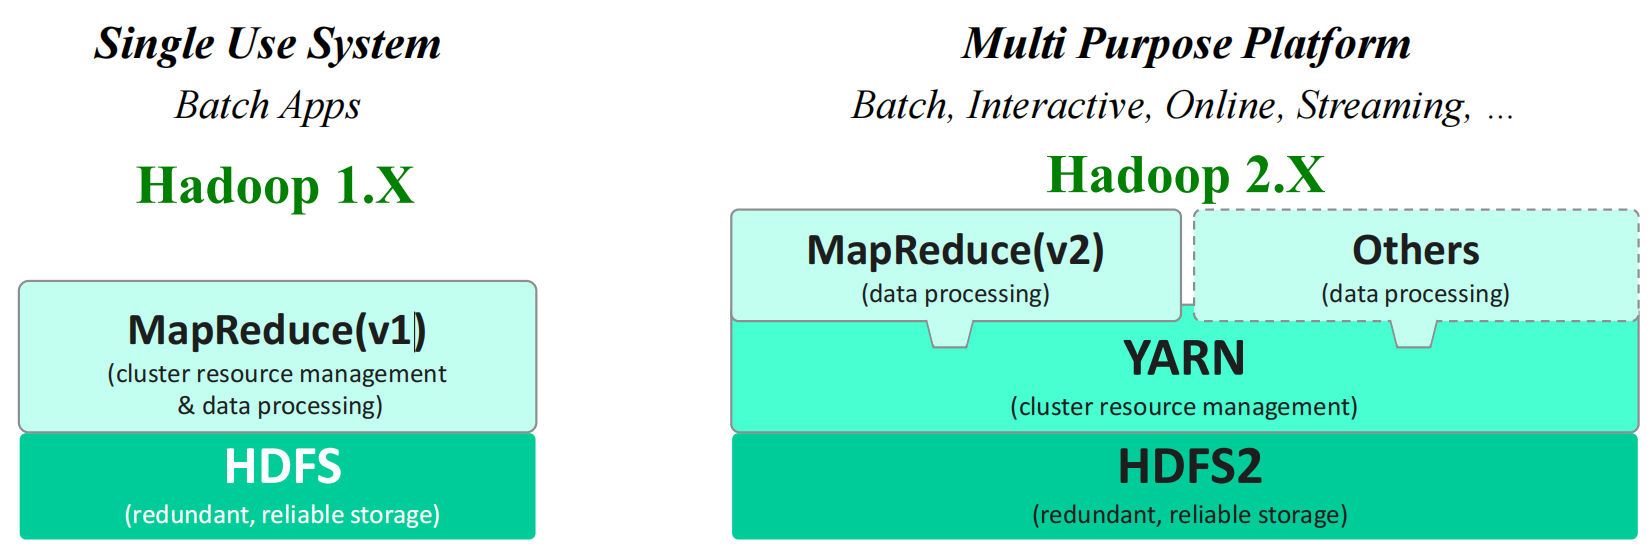 Single Use System
Batch Apps
Hadoop 1.X
MapReduce(v1)
(cluster resource management
& data processing)
HDFS
(redundant, reliable storage)
Multi Purpose Platform
Batch, Interactive, Online, Streaming, ...
Hadoop 2.X
MapReduce(v2)
(data processing)
Others
(data processing)
YARN
(cluster resource management)
HDFS2
(redundant, reliable storage)